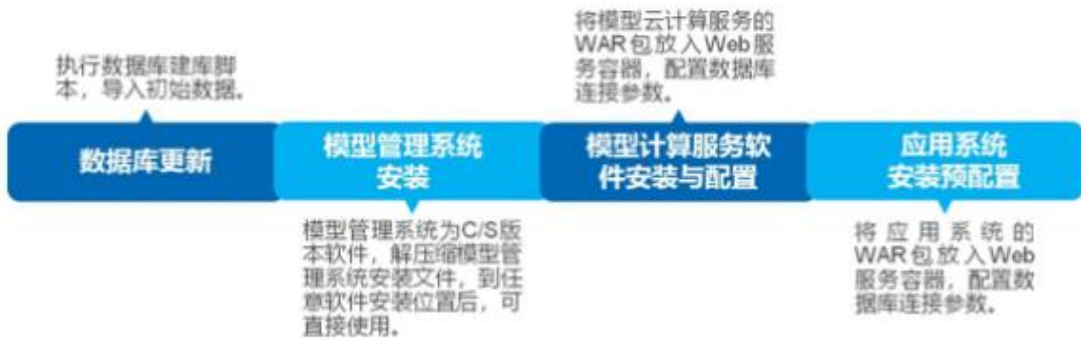 执行数据库建库脚
本，导入初始数据。
数据库更新
模型管理系统
安装
模型管理系统为C/S版
本软件，解压缩模型管
理系统安装文件，到任
意软件安装位置后，可
直接使用。
将模型云计算服务的
WAR包放入Web服
务容器，配置数据库
连接参数。
模型计算服务软
件安装与配置
应用系统
安装预配置
将应用系统的
WAR包放入Web
服务容器，配置数
据库连接参数。